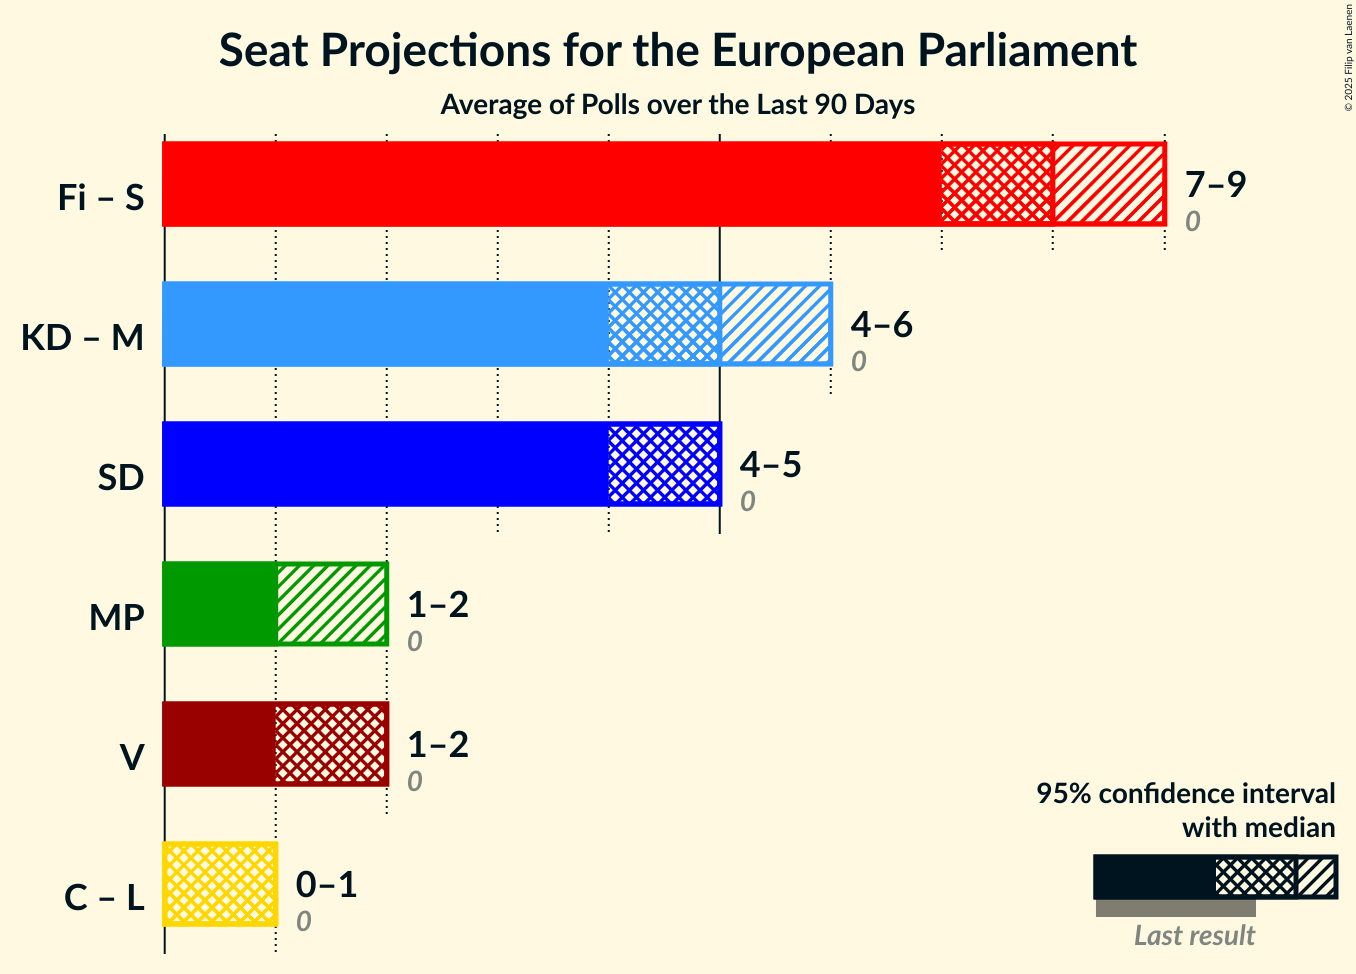 Seat Projections for the European Parliament
Average of Polls over the Last 90 Days
© 2025 Filip van Laenen
Fi – S
7–9
0
KD – M
4–6
0
SD
4–5
0
MP
1–2
0
V
1–2
0
C – L
0–1
0
95% confidence interval
with median
Last result